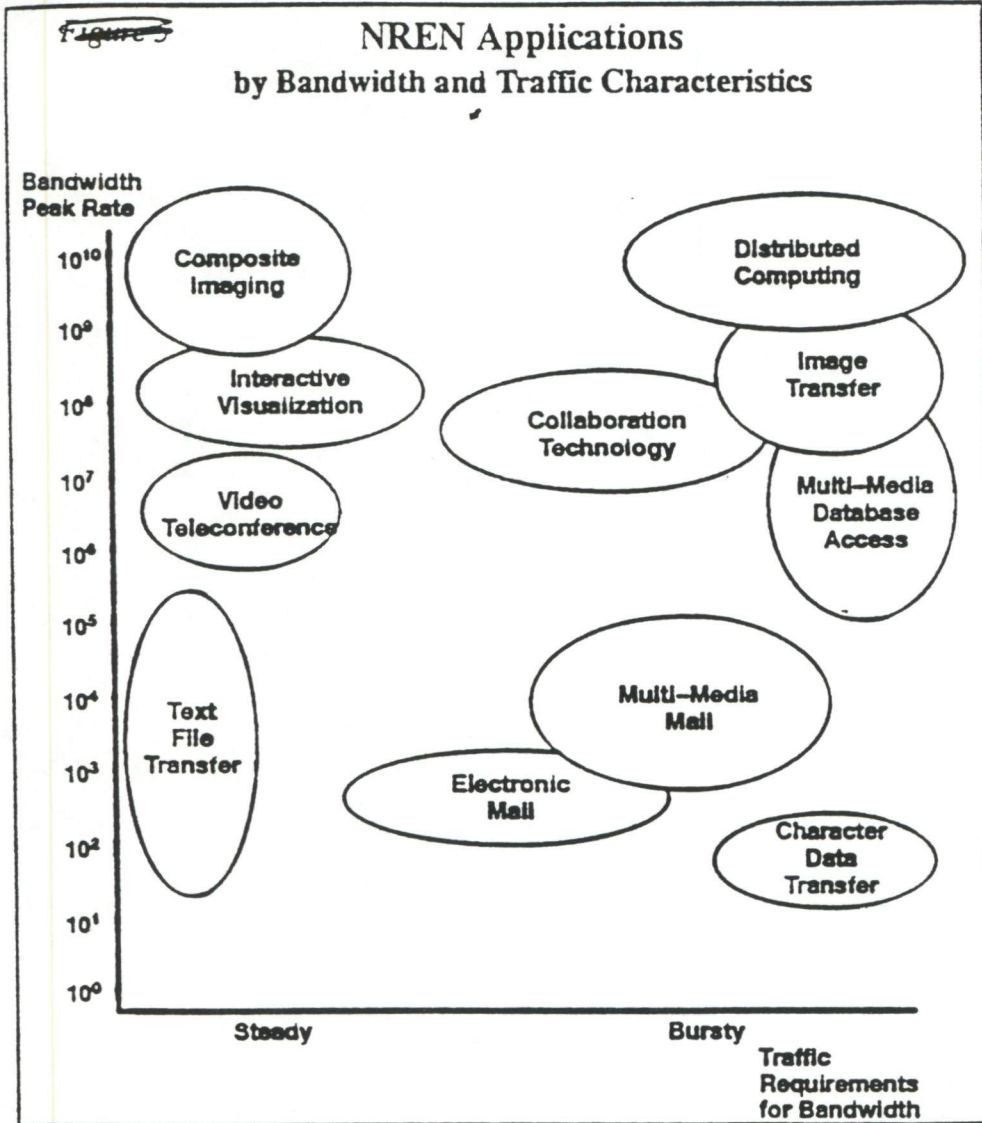 Figure 5
NREN Applications
by Bandwidth and Traffic Characteristics
Bandwidth
Peak Rate
10¹⁰
10⁹
10⁸
10⁷
10⁶
10⁵
10⁴
10³
10²
10¹
10⁰
Composite
Imaging
Distributed
Computing
Interactive
Visualization
Image
Transfer
Collaboration
Technology
Video
Teleconference
Multi-Media
Database
Access
Text
File
Transfer
Multi-Media
Mail
Electronic
Mail
Character
Data
Transfer
Steady
Bursty
Traffic
Requirements
for Bandwidth